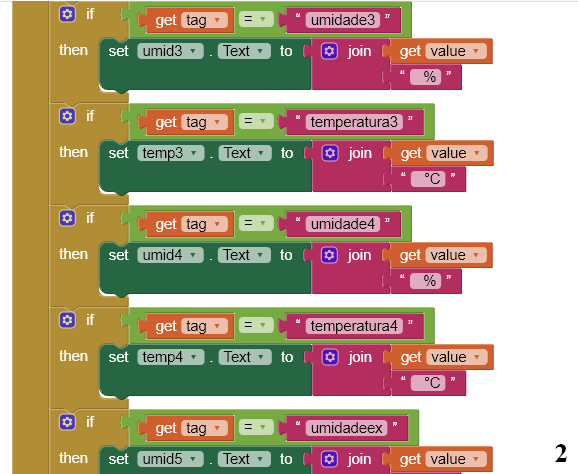 if get tag = " umidade3 "
then set umid3 . Text to join get value
" % "
if get tag = " temperatura3 "
then set temp3 . Text to join get value
" °C "
if get tag = " umidade4 "
then set umid4 . Text to join get value
" % "
if get tag = " temperatura4 "
then set temp4 . Text to join get value
" °C "
if get tag = " umidadeex "
then set umid5 . Text to join get value
2